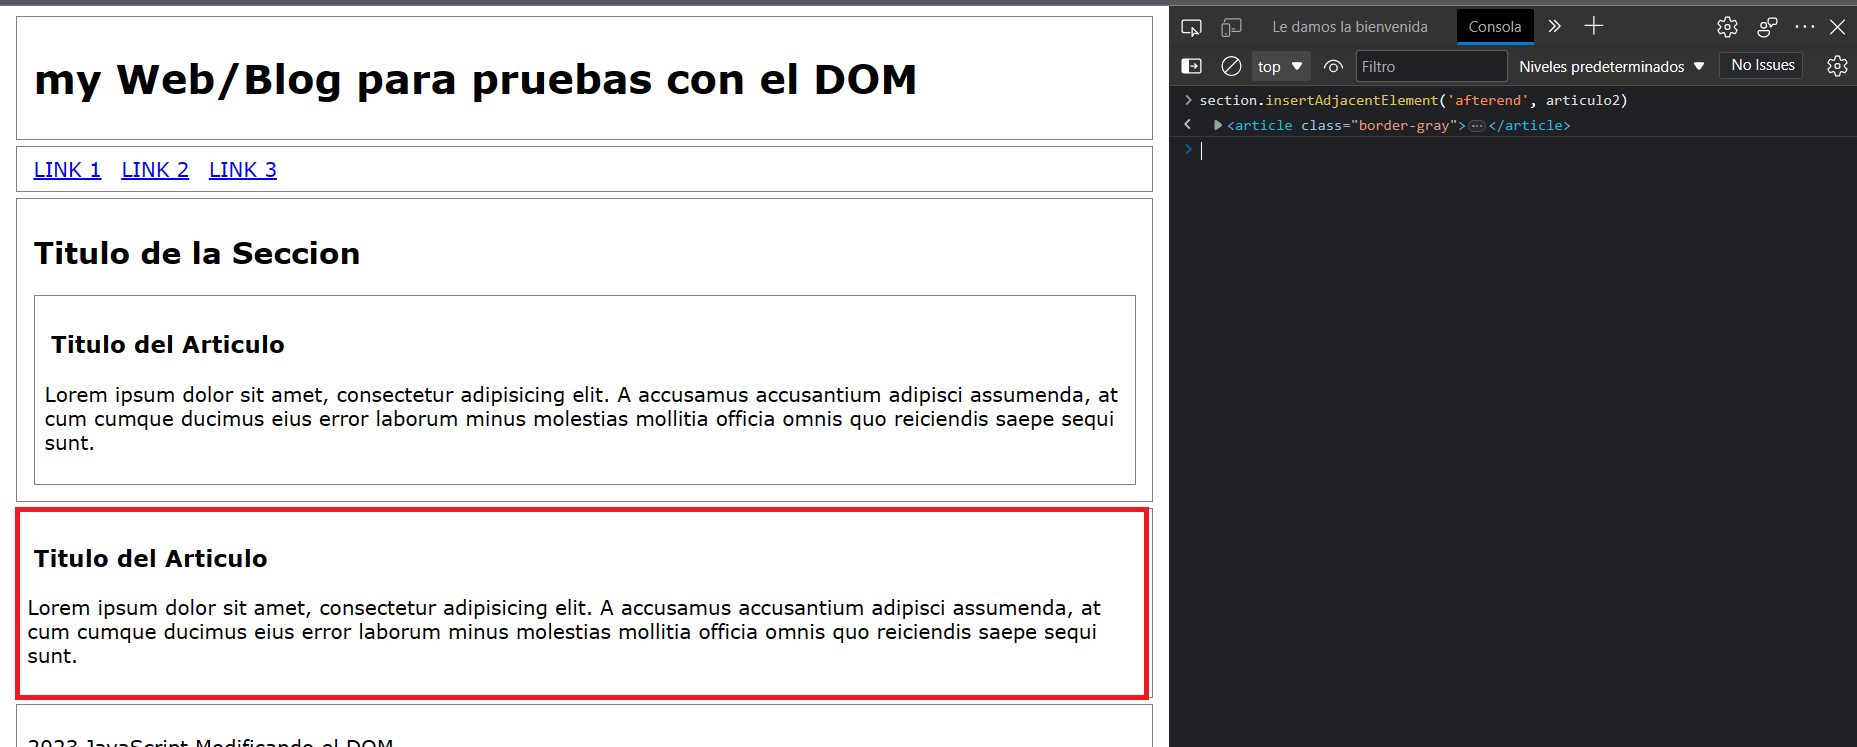 my Web/Blog para pruebas con el DOM
LINK 1 LINK 2 LINK 3
Titulo de la Seccion
Titulo del Articulo
Lorem ipsum dolor sit amet, consectetur adipisicing elit. A accusamus accusantium adipisci assumenda, at
cum cumque ducimus eius error laborum minus molestias mollitia officia omnis quo reiciendis saepe sequi
sunt.
Titulo del Articulo
Lorem ipsum dolor sit amet, consectetur adipisicing elit. A accusamus accusantium adipisci assumenda, at
cum cumque ducimus eius error laborum minus molestias mollitia officia omnis quo reiciendis saepe sequi
sunt.
2023 JavaScript Modificando el DOM
Le damos la bienvenida Consola
top Filtro Niveles predeterminados No Issues
section.insertAdjacentElement('afterend', articulo2)
<article class="border-gray">…</article>